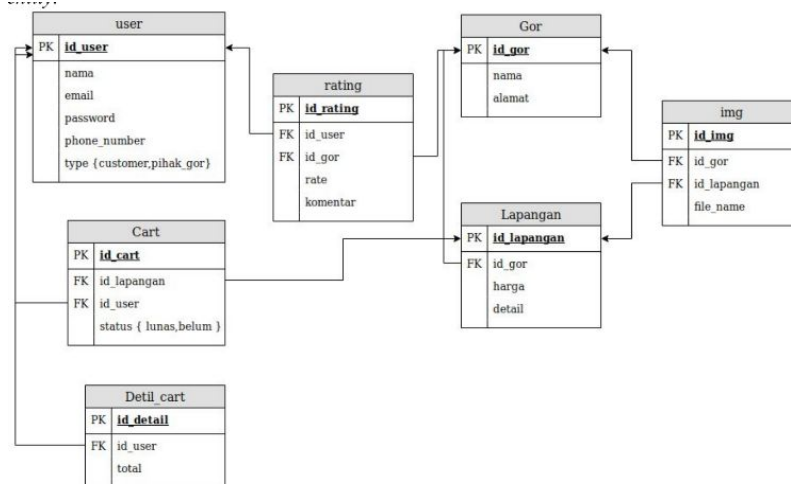 entity.
user
PK id_user
nama
email
password
phone_number
type {customer,pihak_gor}
rating
PK id_rating
FK id_user
FK id_gor
rate
komentar
Gor
PK id_gor
nama
alamat
img
PK id_img
FK id_gor
FK id_lapangan
file_name
Cart
PK id_cart
FK id_lapangan
FK id_user
status { lunas,belum }
Lapangan
PK id_lapangan
FK id_gor
harga
detail
Detil_cart
PK id_detail
FK id_user
total